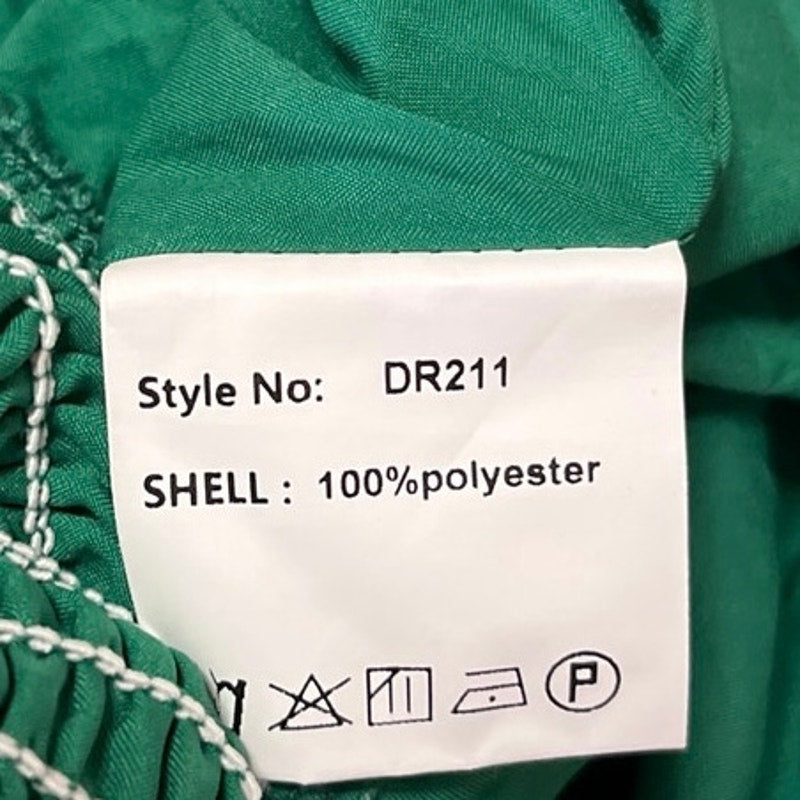 Style No: DR211
SHELL : 100%polyester
P